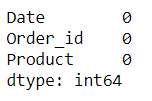 Date 0
Order_id 0
Product 0
dtype: int64